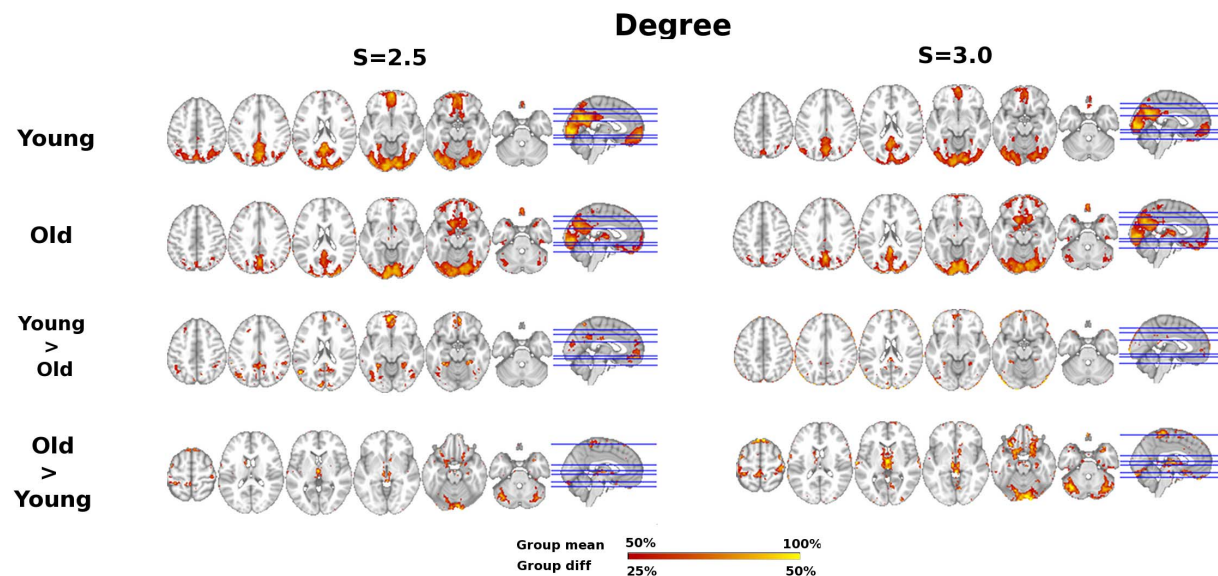 Degree
S=2.5
S=3.0
Young
Old
Young
>
Old
Old
>
Young
Group mean 50% 100%
Group diff 25% 50%